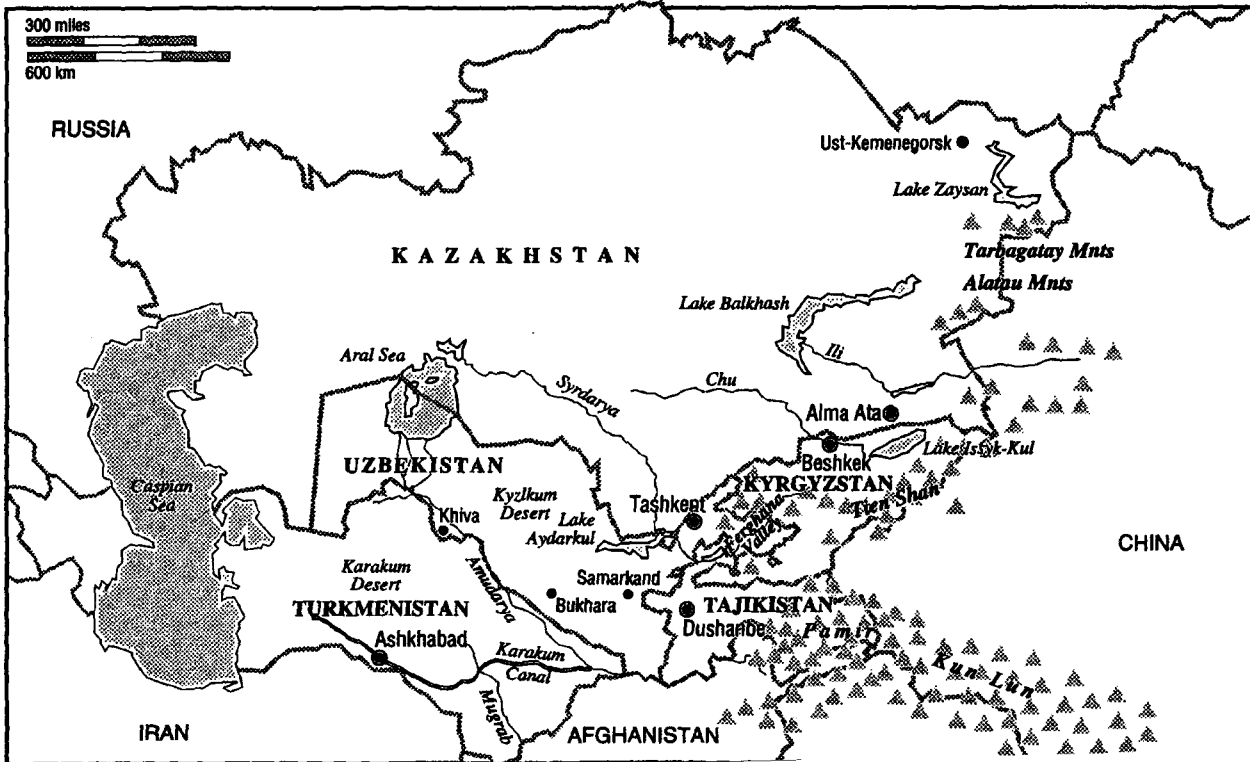 300 miles
600 km
RUSSIA
Ust-Kemenegorsk
Lake Zaysan
KAZAKHSTAN
Tarbagatay Mnts
Alatau Mnts
Lake Balkhash
Ili
Aral Sea
Syrdarya
Chu
Alma Ata
Beshkek
Lake Issyk-Kul
UZBEKISTAN
KYRGYZSTAN
Caspian
Sea
Kyzlkum
Desert
Tashkent
Ferghana
Valley
Tien Shan
Khiva
Lake
Aydarkul
CHINA
Karakum
Desert
Amudarya
Samarkand
Bukhara
TURKMENISTAN
TAJIKISTAN
Dushanbe
Pamir
Ashkhabad
Karakum
Canal
Kun Lun
Mugrab
IRAN
AFGHANISTAN